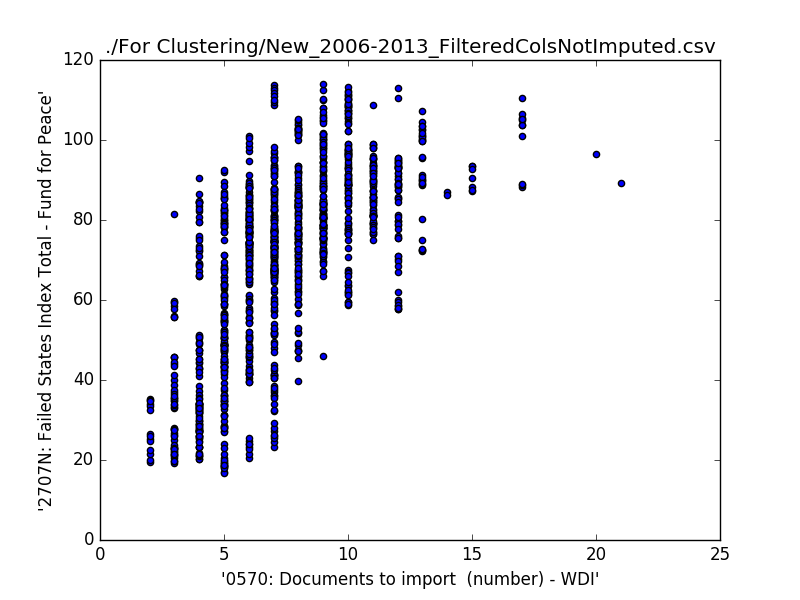 ./For Clustering/New_2006-2013_FilteredColsNotImputed.csv
'2707N: Failed States Index Total - Fund for Peace'
120
100
80
60
40
20
0
0 5 10 15 20 25
'0570: Documents to import  (number) - WDI'